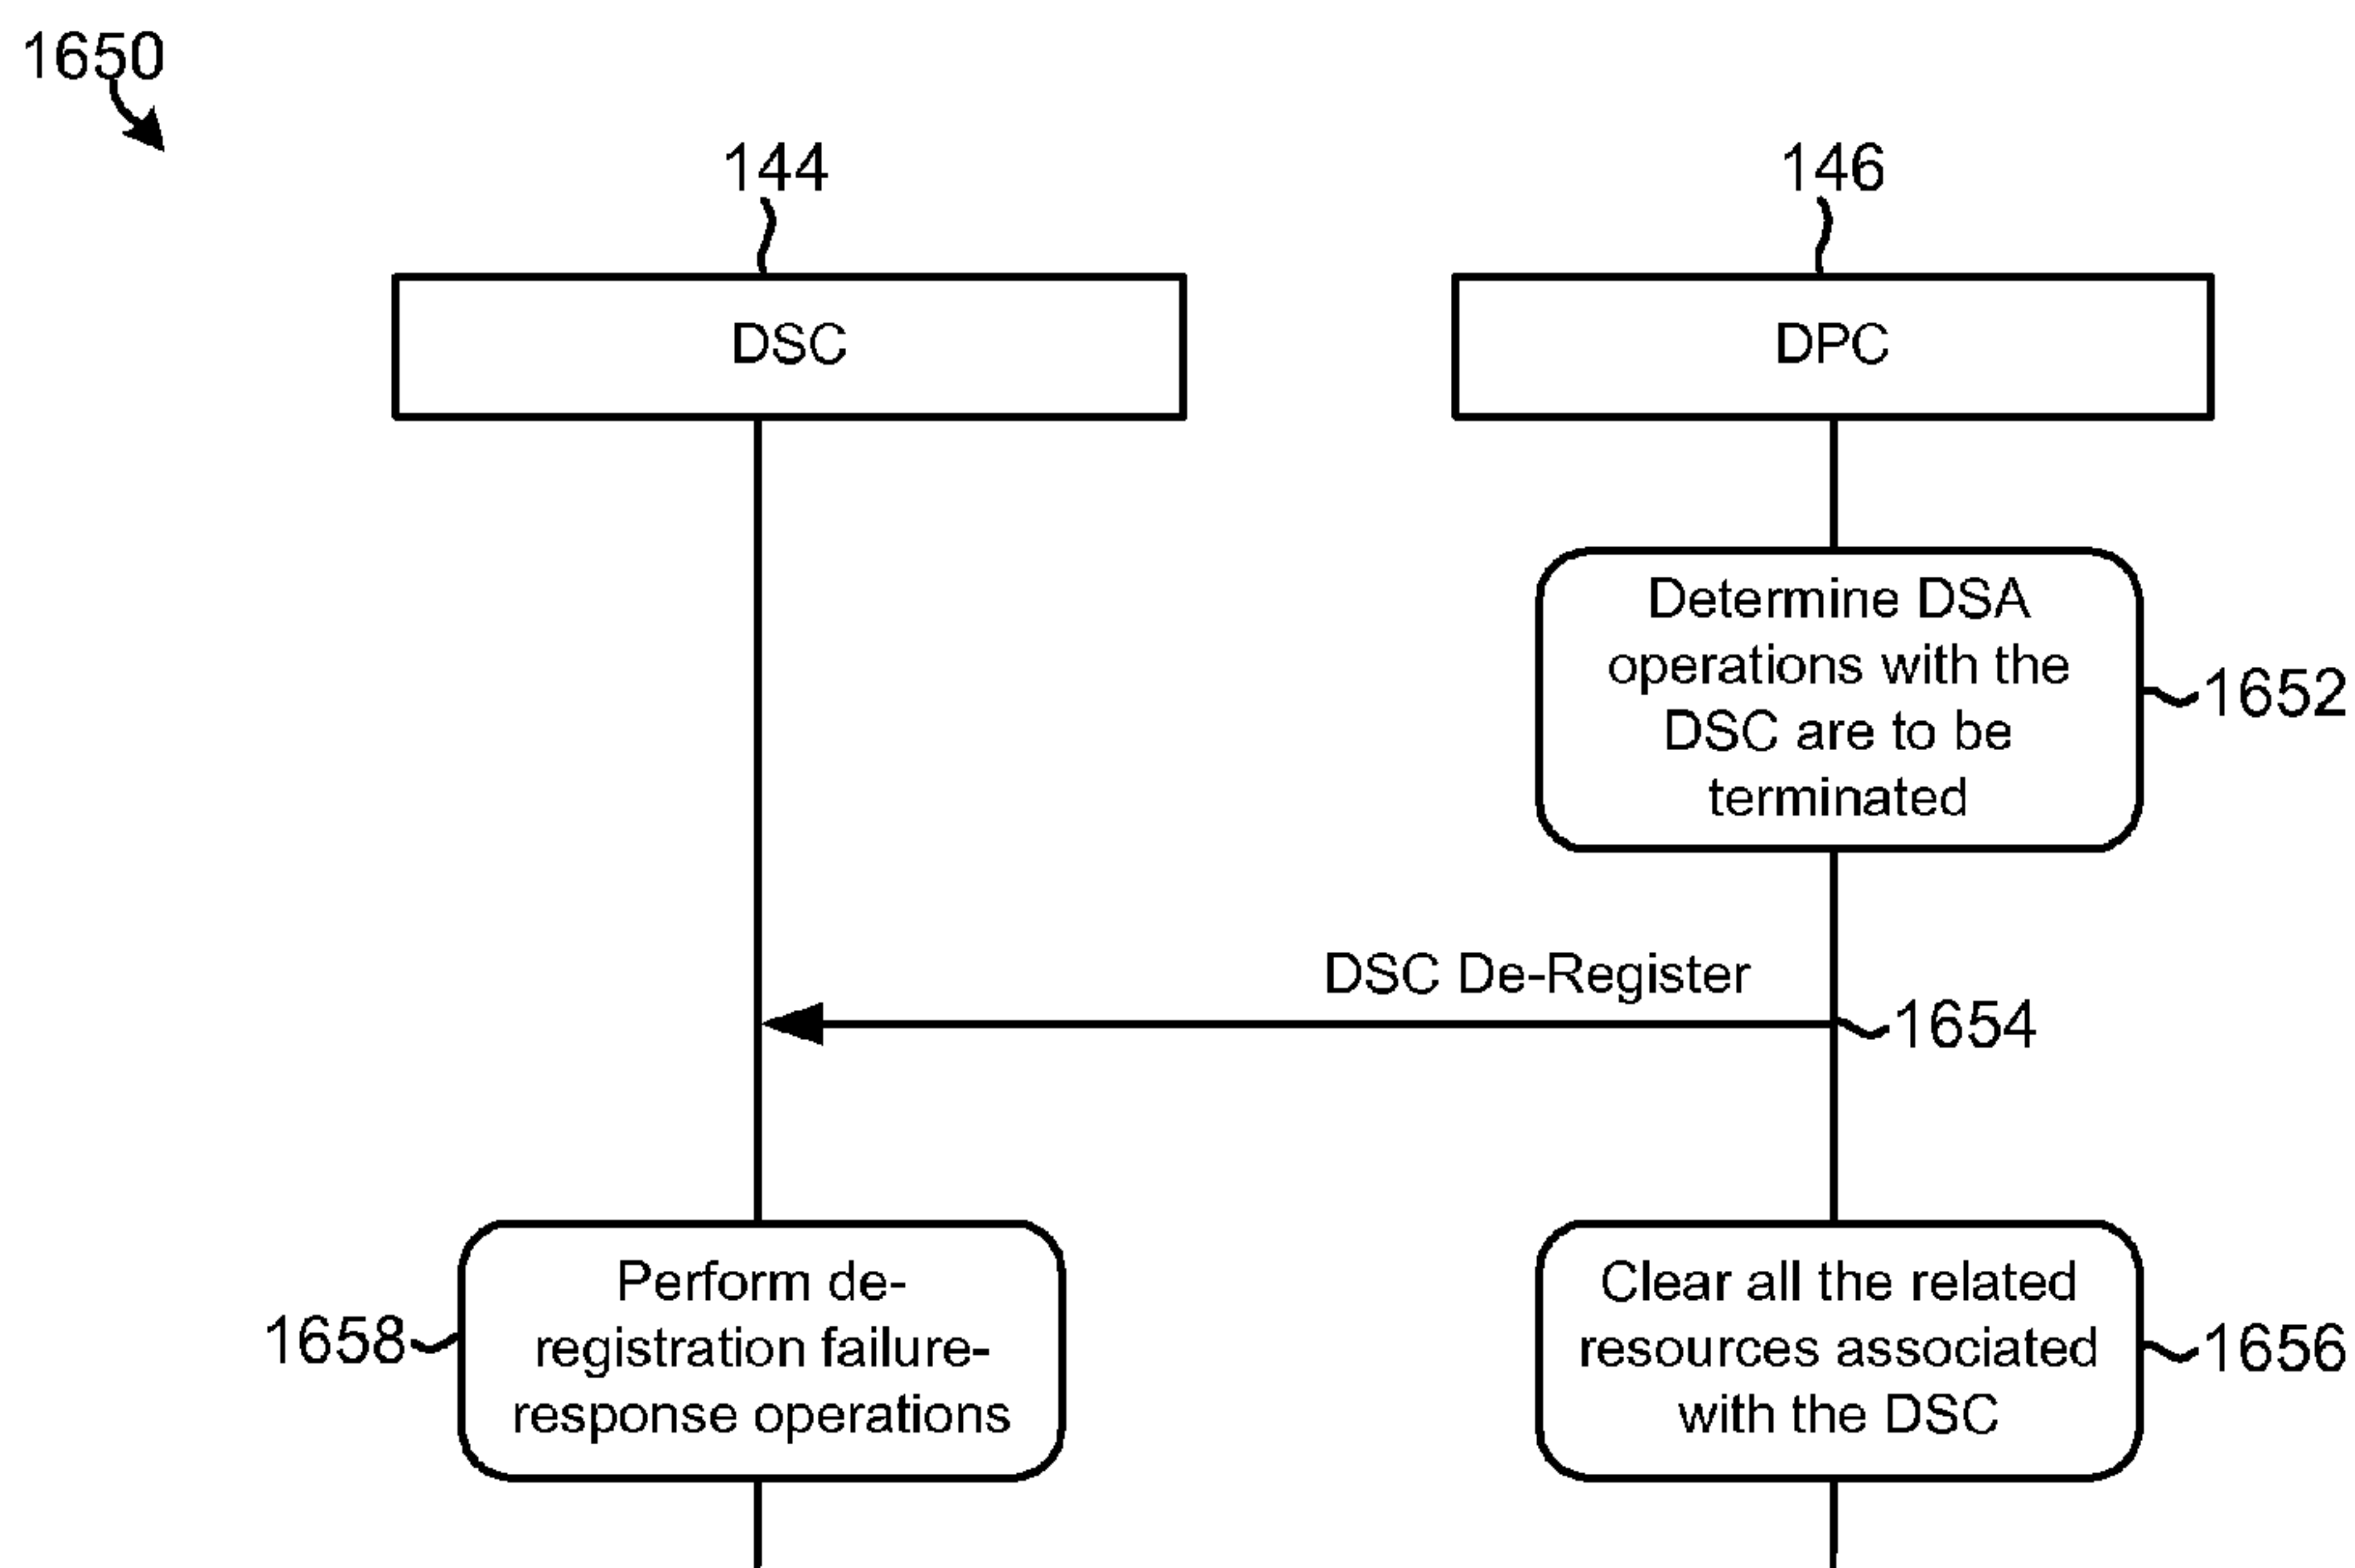 1650
144
146
DSC
DPC
Determine DSA
operations with the
DSC are to be
terminated
1652
DSC De-Register
1654
Perform de-
registration failure-
response operations
1658
Clear all the related
resources associated
with the DSC
1656